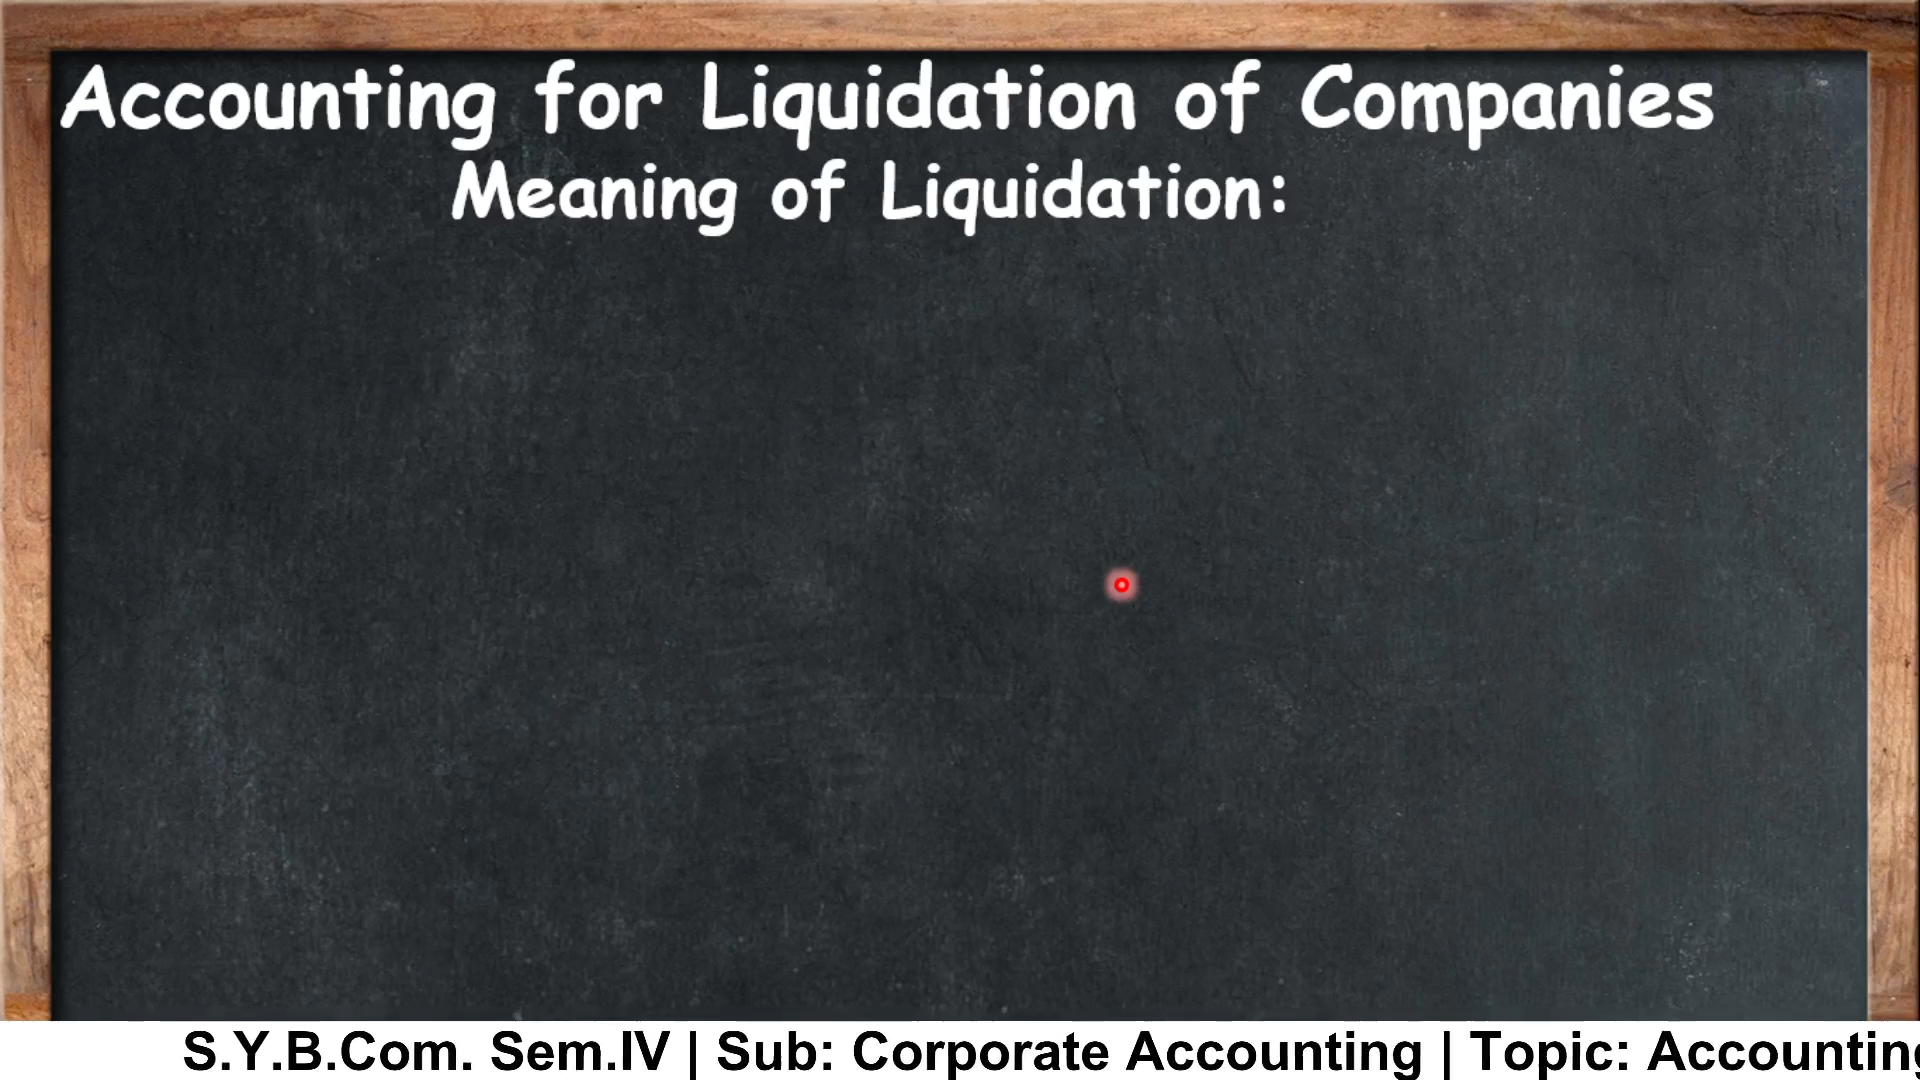 Accounting for Liquidation of Companies
Meaning of Liquidation:
S.Y.B.Com. Sem.IV | Sub: Corporate Accounting | Topic: Accounting